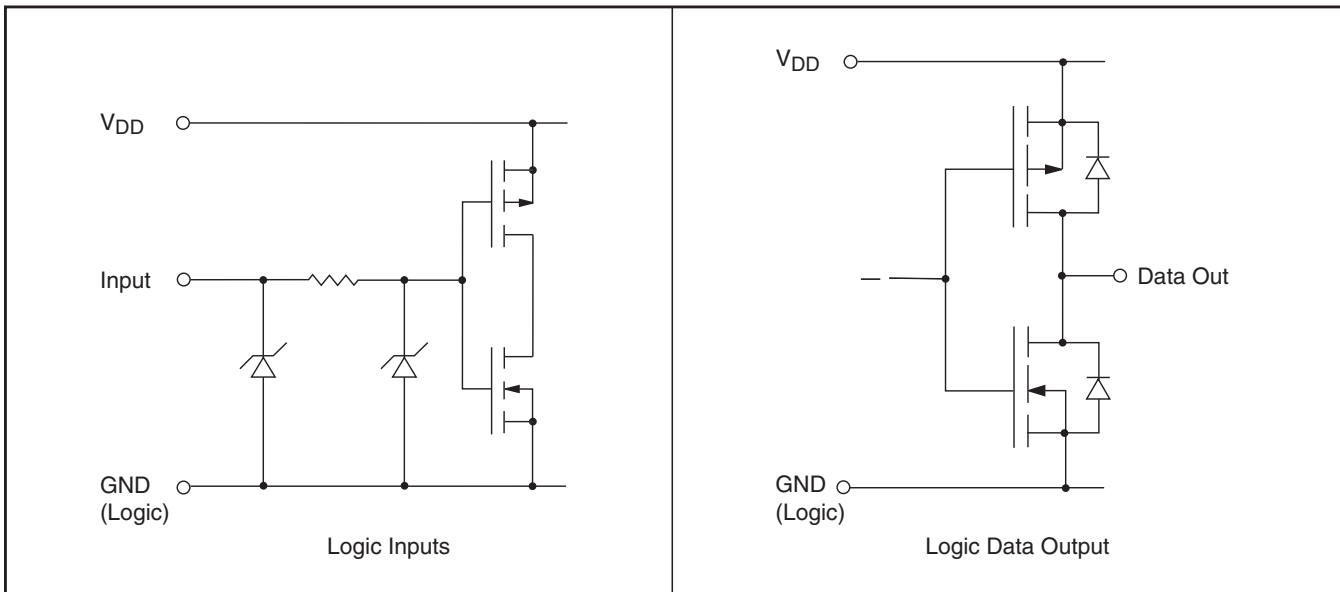 VDD
Input
GND
(Logic)
Logic Inputs
VDD
Data Out
GND
(Logic)
Logic Data Output